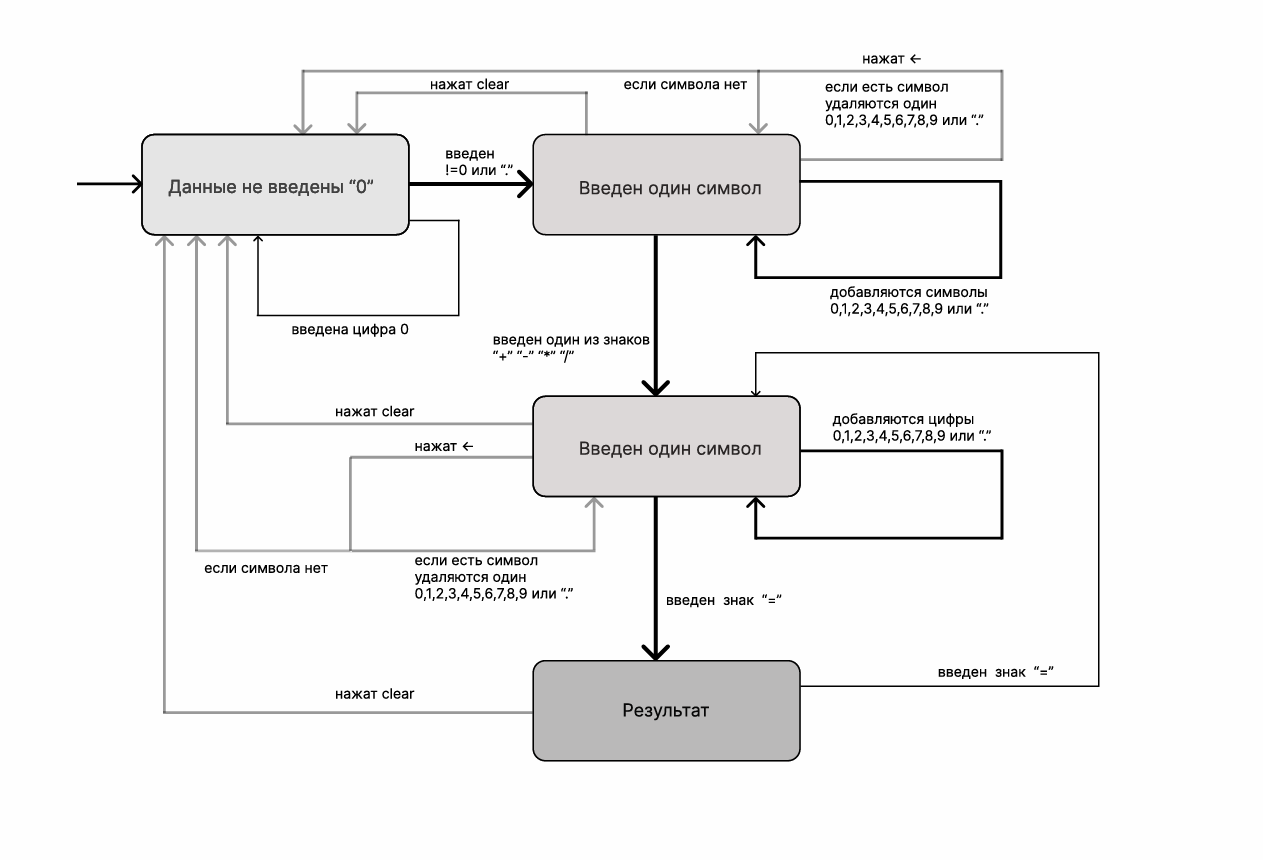 нажат ←
нажат clear
если символа нет
если есть символ
удаляются один
0,1,2,3,4,5,6,7,8,9 или “.”
введен
!=0 или “.”
Данные не введены “0”
Введен один символ
добавляются символы
0,1,2,3,4,5,6,7,8,9 или “.”
введена цифра 0
введен один из знаков
“+” “-” “*” “/”
нажат clear
добавляются цифры
0,1,2,3,4,5,6,7,8,9 или “.”
нажат ←
Введен один символ
если символа нет
если есть символ
удаляются один
0,1,2,3,4,5,6,7,8,9 или “.”
введен знак “=”
введен знак “=”
нажат clear
Результат